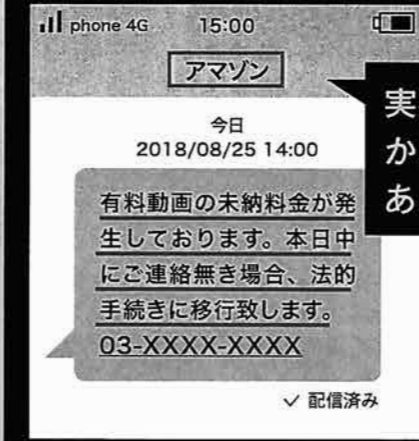 phone 4G 15:00
アマゾン
今日
2018/08/25 14:00
有料動画の未納料金が発
生しております。本日中
にご連絡無き場合、法的
手続きに移行致します。
03-XXXX-XXXX
✓ 配信済み
実
か
あ